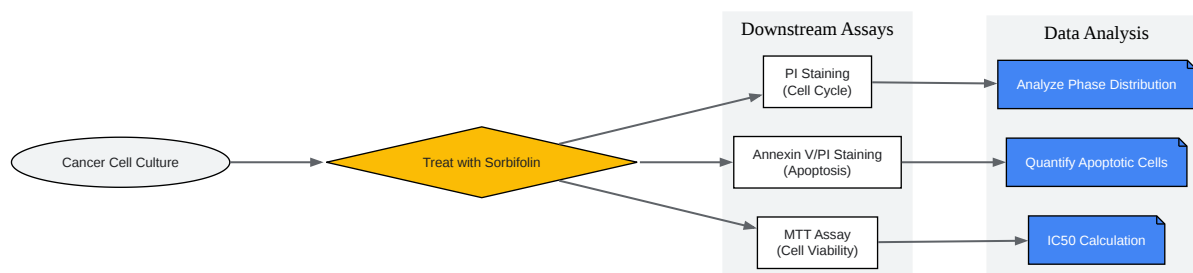 Downstream Assays
Data Analysis
PI Staining
(Cell Cycle)
Analyze Phase Distribution
Cancer Cell Culture
Treat with Sorbifolin
Annexin V/PI Staining
(Apoptosis)
Quantify Apoptotic Cells
MTT Assay
(Cell Viability)
IC50 Calculation